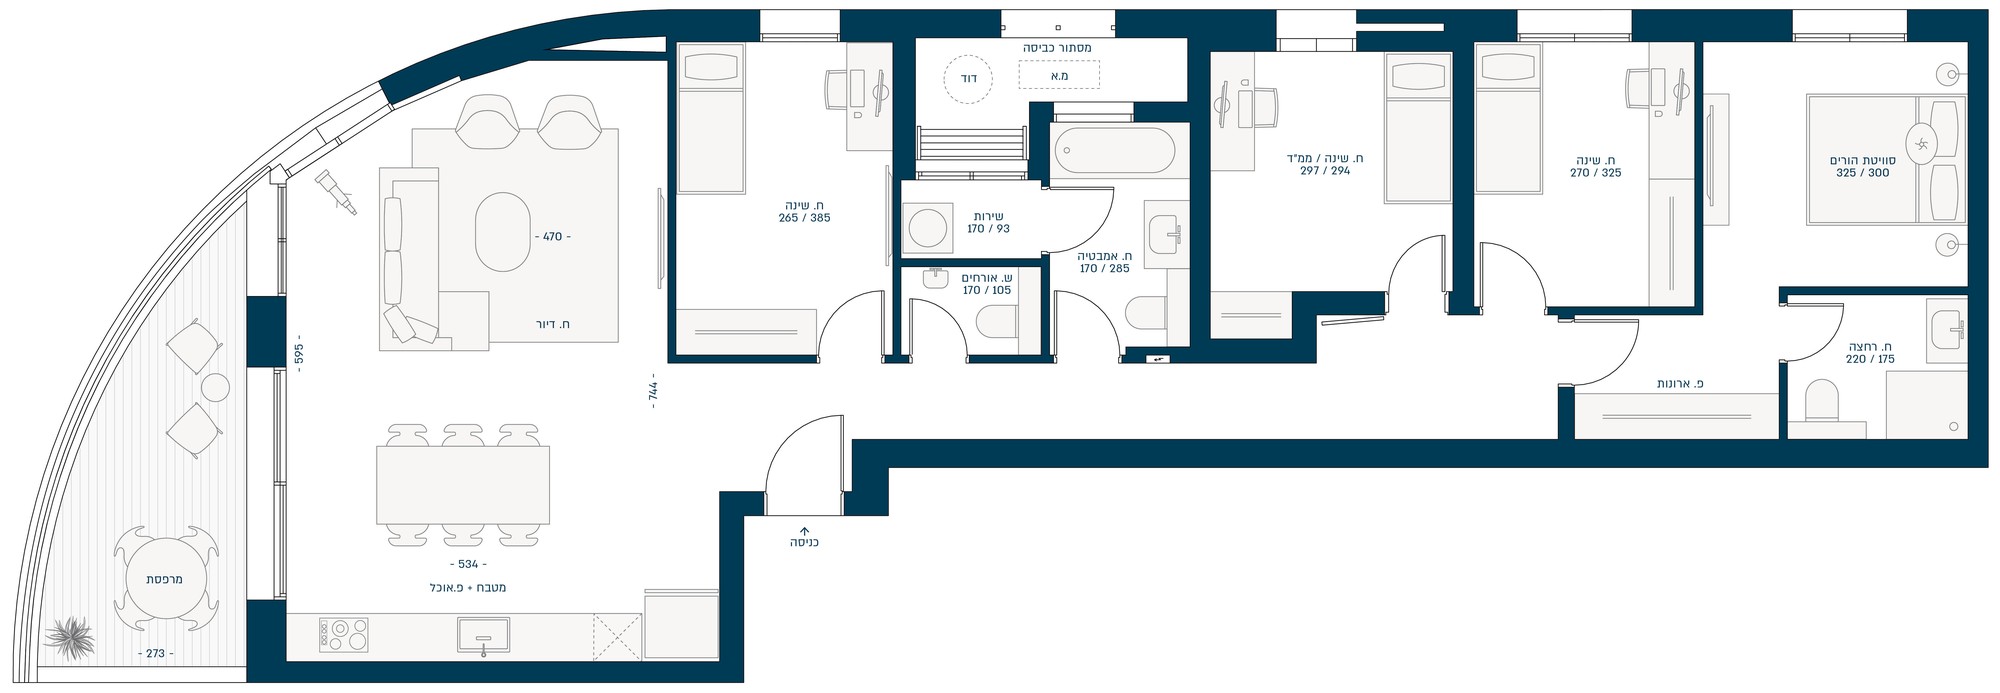 מסתור כביסה
דוד
מ.א
ח. שינה / ממ"ד
297 / 294
ח. שינה
270 / 325
סוויטת הורים
325 / 300
ח. שינה
265 / 385
שירות
170 / 93
ח. אמבטיה
170 / 285
ש. אורחים
170 / 105
- 470 -
ח. דיור
- 595 -
- 744 -
ח. רחצה
220 / 175
פ. ארונות
כניסה
- 534 -
מטבח + פ.אוכל
מרפסת
- 273 -